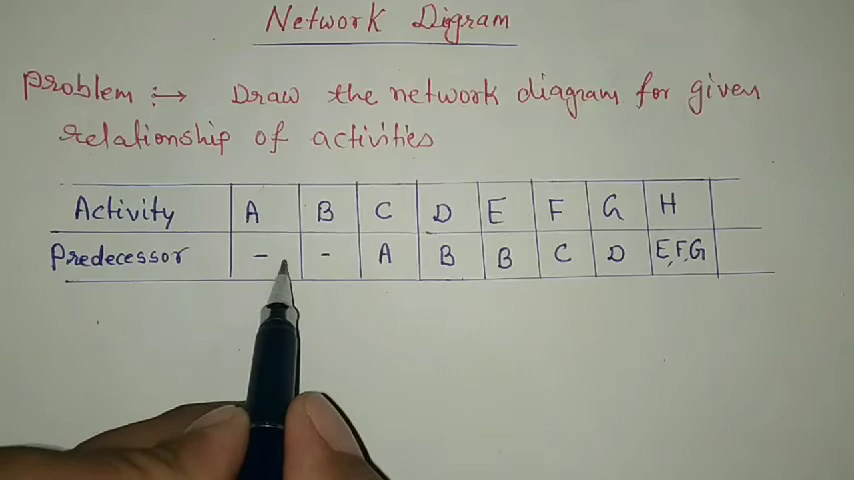 Network Digram
Problem :→ Draw the network diagram for given
relationship of activities
Activity A B C D E F G H
Predecessor - - A B B C D E,F,G